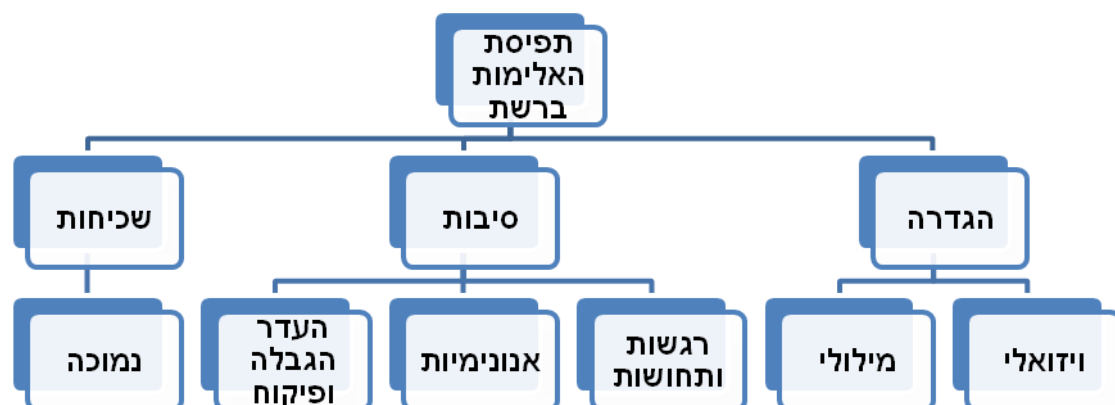 תפיסת
האלימות
ברשת
הגדרה
סיבות
שכיחות
ויזואלי
מילולי
רגשות
ותחושות
אנונימיות
העדר
הגבלה
ופיקוח
נמוכה